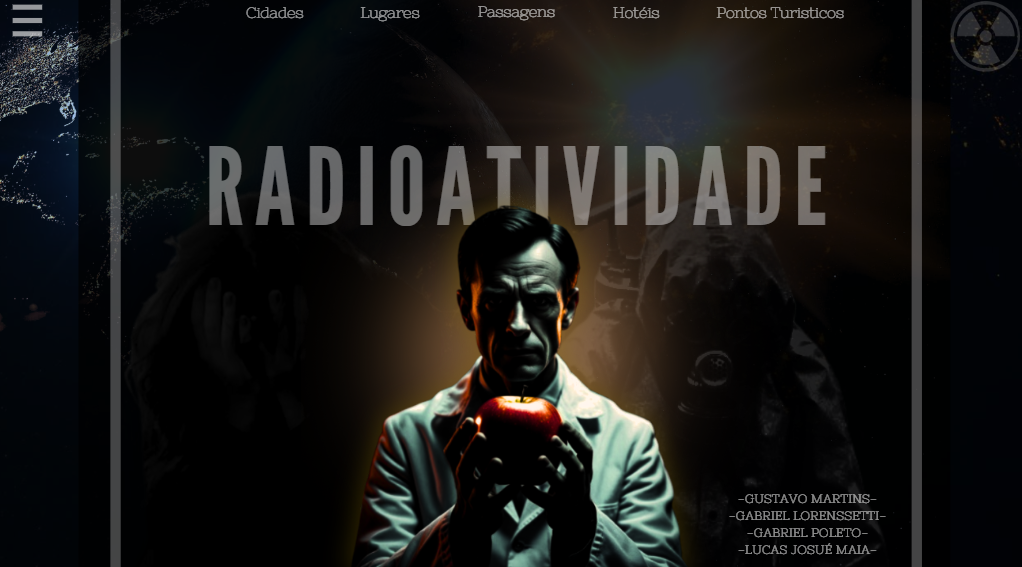 Cidades Lugares Passagens Hotéis Pontos Turisticos
RADIOATIVIDADE
-GUSTAVO MARTINS-
-GABRIEL LORENSSETTI-
-GABRIEL POLETO-
-LUCAS JOSUÉ MAIA-